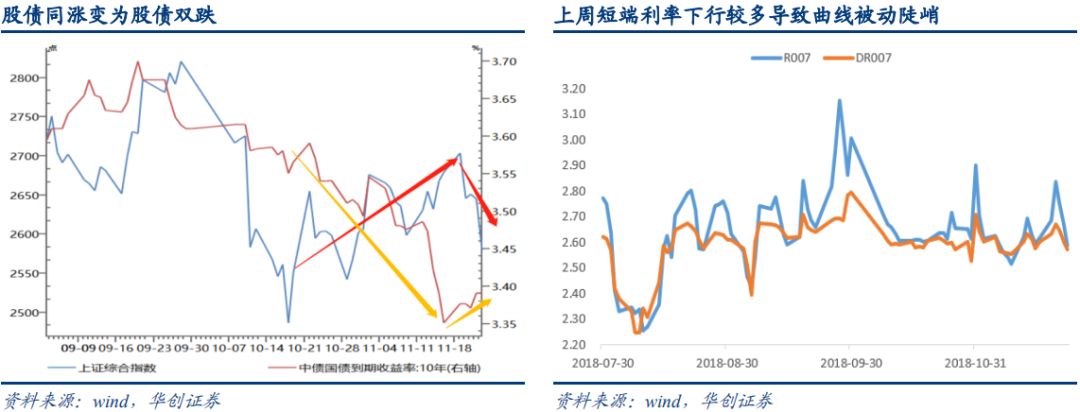 股债同涨变为股债双跌
点
%
2800
2750
2700
2650
2600
2550
2500
3.70
3.65
3.60
3.55
3.50
3.45
3.40
3.35
09-09 09-16 09-23 09-30 10-07 10-14 10-21 10-28 11-04 11-11 11-18
上证综合指数
中债国债到期收益率:10年(右轴)
资料来源：wind，华创证券
上周短端利率下行较多导致曲线被动陡峭
R007 DR007
3.20
3.10
3.00
2.90
2.80
2.70
2.60
2.50
2.40
2.30
2.20
2018-07-30 2018-08-30 2018-09-30 2018-10-31
资料来源：wind，华创证券